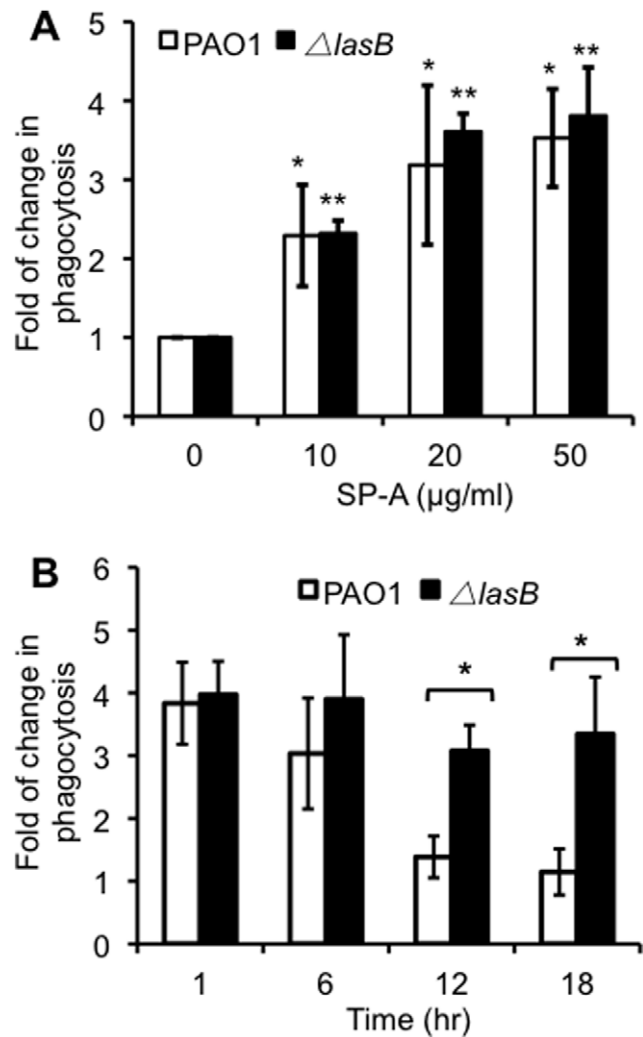 A
PAO1 △lasB
Fold of change in
phagocytosis
5
4
3
2
1
0
* ** * ** * **
0 10 20 50
SP-A (µg/ml)
B
PAO1 △lasB
Fold of change in
phagocytosis
6
5
4
3
2
1
0
* *
1 6 12 18
Time (hr)